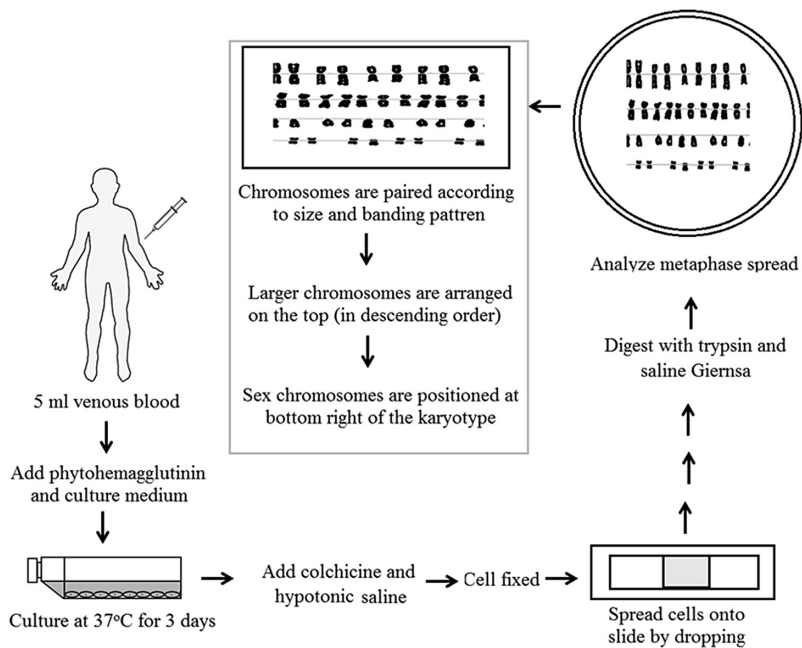 5 ml venous blood
Add phytohemagglutinin
and culture medium
Culture at 37ºC for 3 days
Add colchicine and
hypotonic saline
Cell fixed
Spread cells onto
slide by dropping
Digest with trypsin and
saline Giernsa
Analyze metaphase spread
Chromosomes are paired according
to size and banding pattren
Larger chromosomes are arranged
on the top (in descending order)
Sex chromosomes are positioned at
bottom right of the karyotype